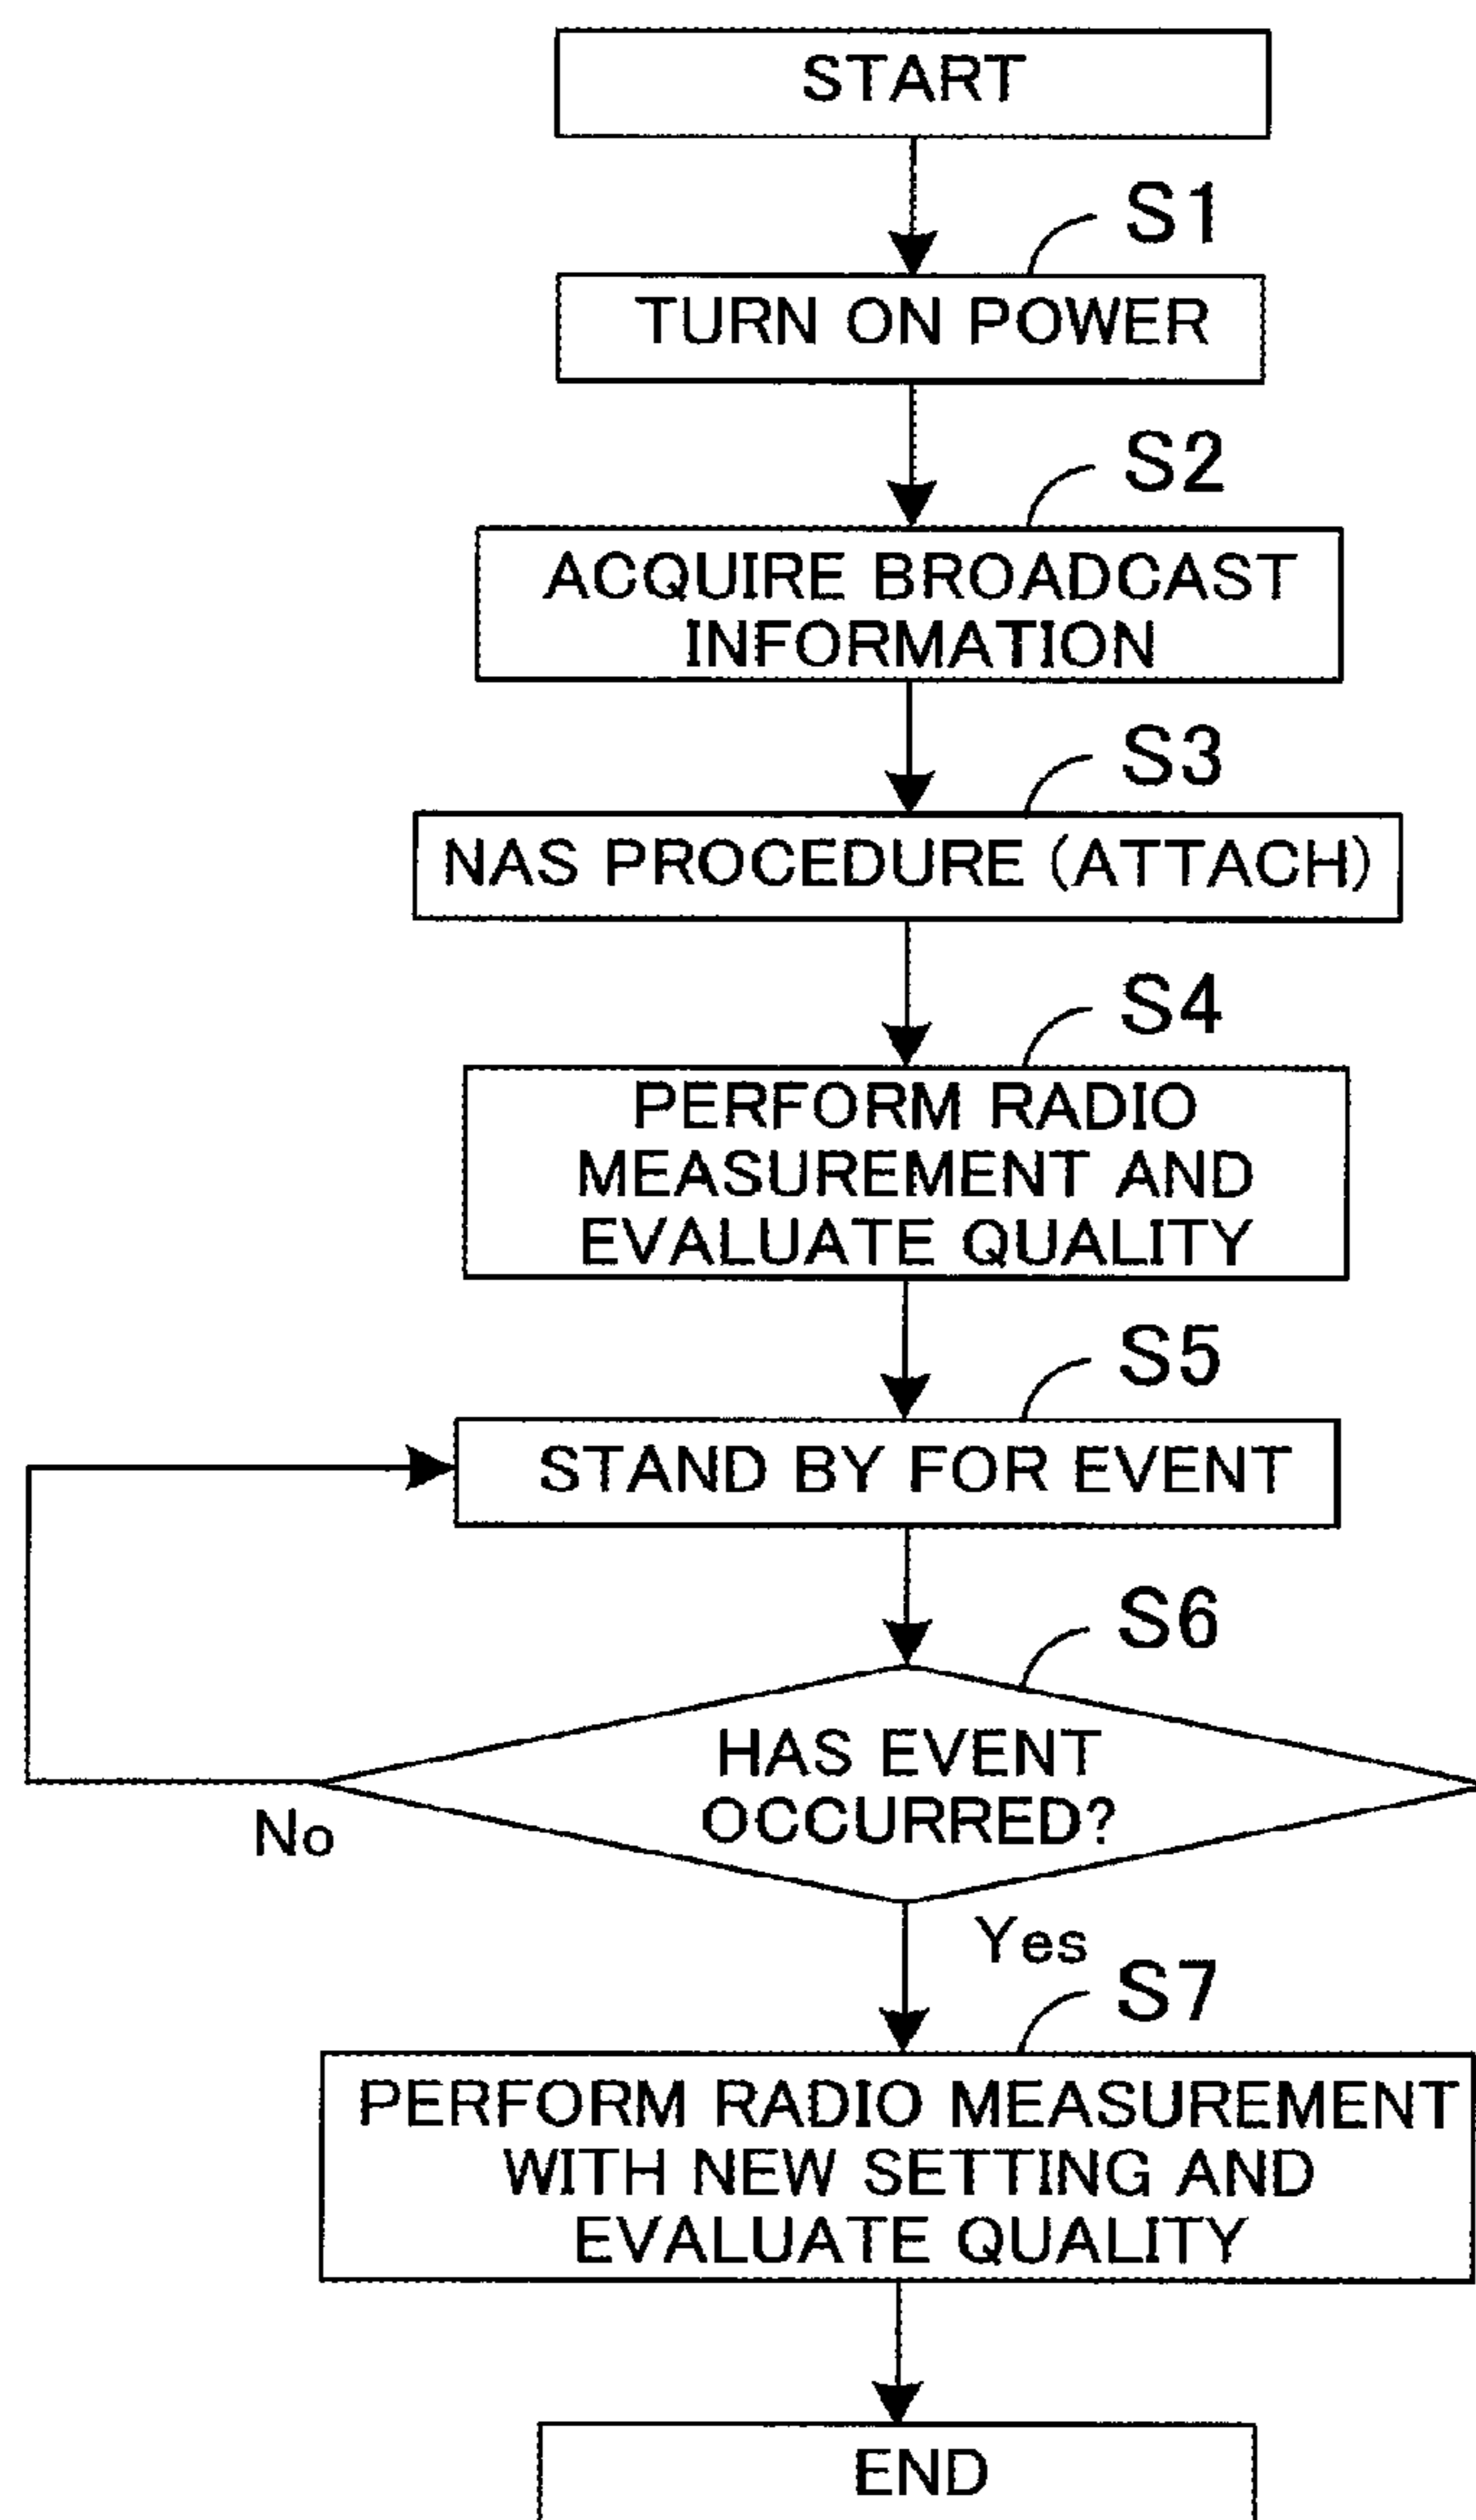 START
S1
TURN ON POWER
S2
ACQUIRE BROADCAST
INFORMATION
S3
NAS PROCEDURE (ATTACH)
S4
PERFORM RADIO
MEASUREMENT AND
EVALUATE QUALITY
S5
STAND BY FOR EVENT
S6
HAS EVENT
OCCURRED?
No
Yes
S7
PERFORM RADIO MEASUREMENT
WITH NEW SETTING AND
EVALUATE QUALITY
END